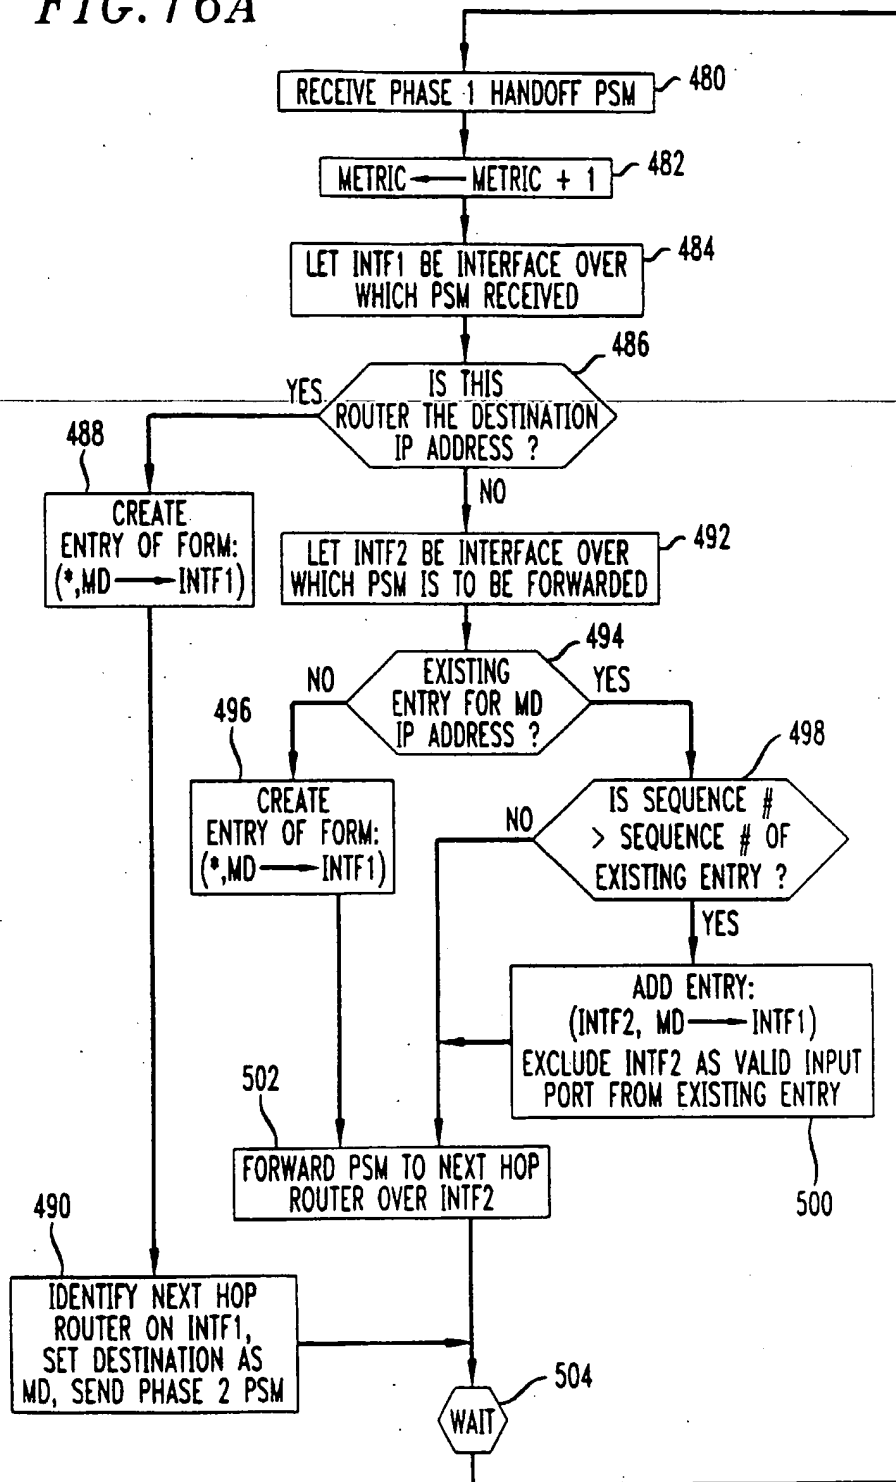 FIG. 16A
RECEIVE PHASE 1 HANDOFF PSM
480
METRIC ← METRIC + 1
482
LET INTF1 BE INTERFACE OVER
WHICH PSM RECEIVED
484
IS THIS
ROUTER THE DESTINATION
IP ADDRESS ?
486
YES
NO
488
CREATE
ENTRY OF FORM:
(*,MD → INTF1)
LET INTF2 BE INTERFACE OVER
WHICH PSM IS TO BE FORWARDED
492
EXISTING
ENTRY FOR MD
IP ADDRESS ?
494
NO
YES
496
CREATE
ENTRY OF FORM:
(*,MD → INTF1)
IS SEQUENCE #
> SEQUENCE # OF
EXISTING ENTRY ?
498
NO
YES
ADD ENTRY:
(INTF2, MD → INTF1)
EXCLUDE INTF2 AS VALID INPUT
PORT FROM EXISTING ENTRY
500
502
FORWARD PSM TO NEXT HOP
ROUTER OVER INTF2
490
IDENTIFY NEXT HOP
ROUTER ON INTF1,
SET DESTINATION AS
MD, SEND PHASE 2 PSM
WAIT
504